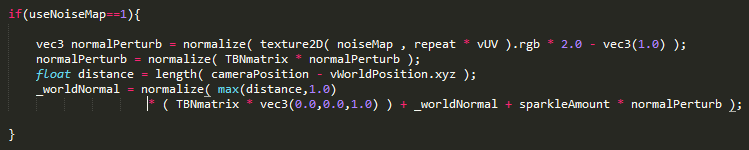 if(useNoiseMap==1){
vec3 normalPerturb = normalize( texture2D( noiseMap , repeat * vUV ).rgb * 2.0 - vec3(1.0) );
normalPerturb = normalize( TBNmatrix * normalPerturb );
float distance = length( cameraPosition - vWorldPosition.xyz );
_worldNormal = normalize( max(distance,1.0)
* ( TBNmatrix * vec3(0.0,0.0,1.0) ) + _worldNormal + sparkleAmount * normalPerturb );
}